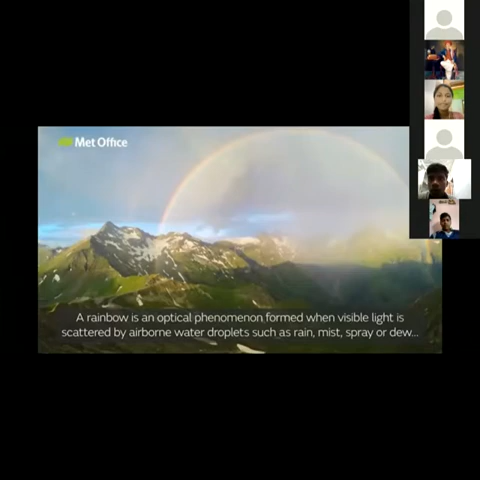 Met Office
A rainbow is an optical phenomenon formed when visible light is
scattered by airborne water droplets such as rain, mist, spray or dew...